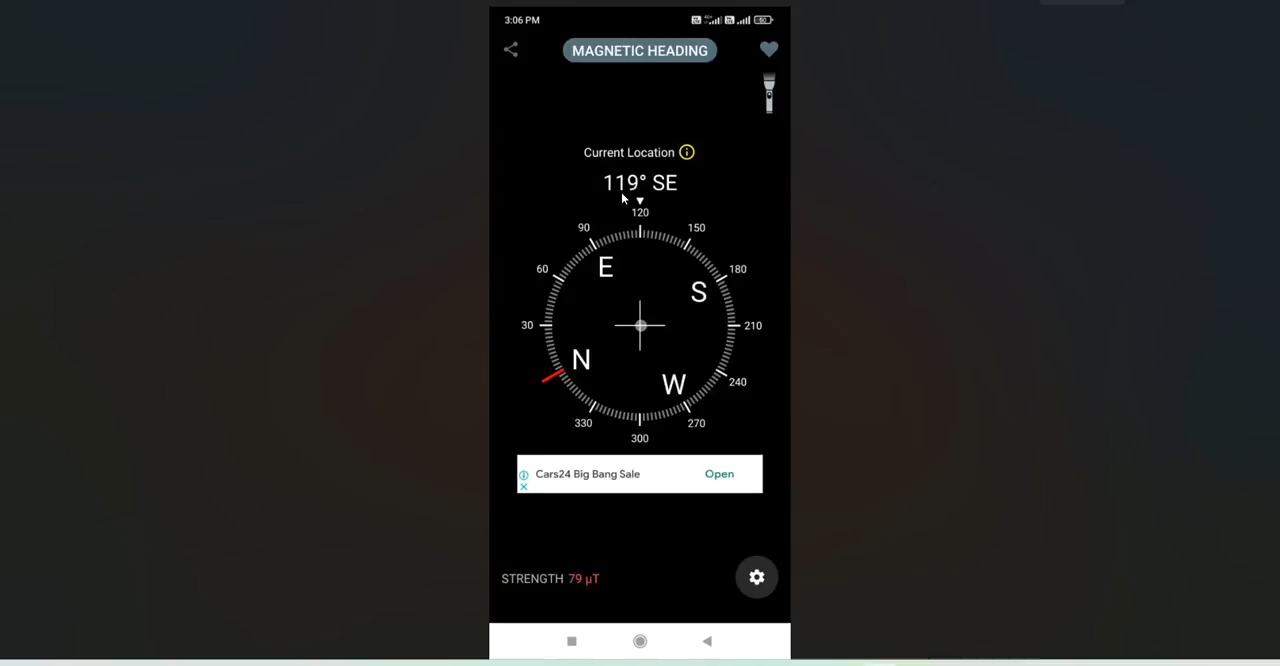 3:06 PM
50
MAGNETIC HEADING
Current Location
119° SE
120
90
150
E
60
180
S
30
210
N
W
240
330
270
300
Cars24 Big Bang Sale
Open
STRENGTH 79 μT